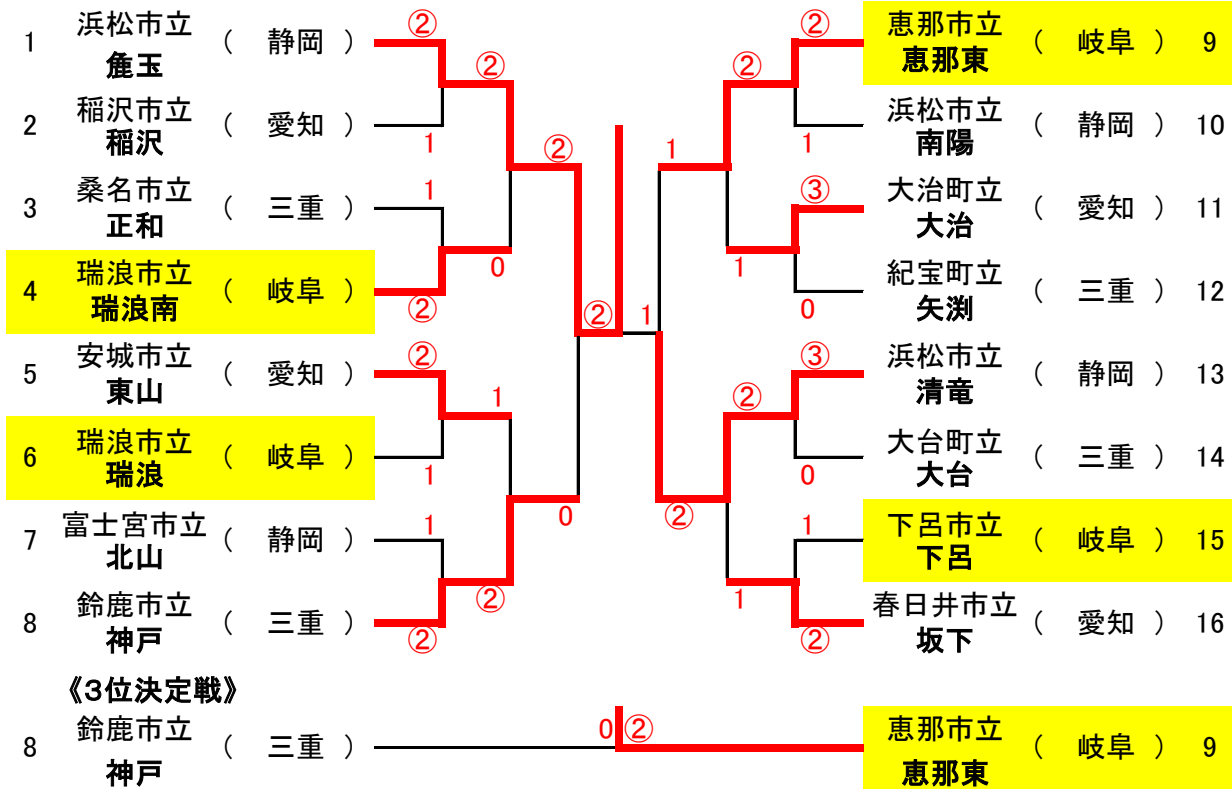 1 浜松市立 麁玉 （ 静岡 ） ②
2 稲沢市立 稲沢 （ 愛知 ） 1
3 桑名市立 正和 （ 三重 ） 1
4 瑞浪市立 瑞浪南 （ 岐阜 ） ②
5 安城市立 東山 （ 愛知 ） ②
6 瑞浪市立 瑞浪 （ 岐阜 ） 1
7 富士宮市立 北山 （ 静岡 ） 1
8 鈴鹿市立 神戸 （ 三重 ） ②
②
0
1
②
②
0
②
1
1
②
②
1
②
1
② 恵那市立 恵那東 （ 岐阜 ） 9
1 浜松市立 南陽 （ 静岡 ） 10
③ 大治町立 大治 （ 愛知 ） 11
0 紀宝町立 矢渕 （ 三重 ） 12
③ 浜松市立 清竜 （ 静岡 ） 13
0 大台町立 大台 （ 三重 ） 14
1 下呂市立 下呂 （ 岐阜 ） 15
② 春日井市立 坂下 （ 愛知 ） 16
《3位決定戦》
8 鈴鹿市立 神戸 （ 三重 ） 0 ② 恵那市立 恵那東 （ 岐阜 ） 9